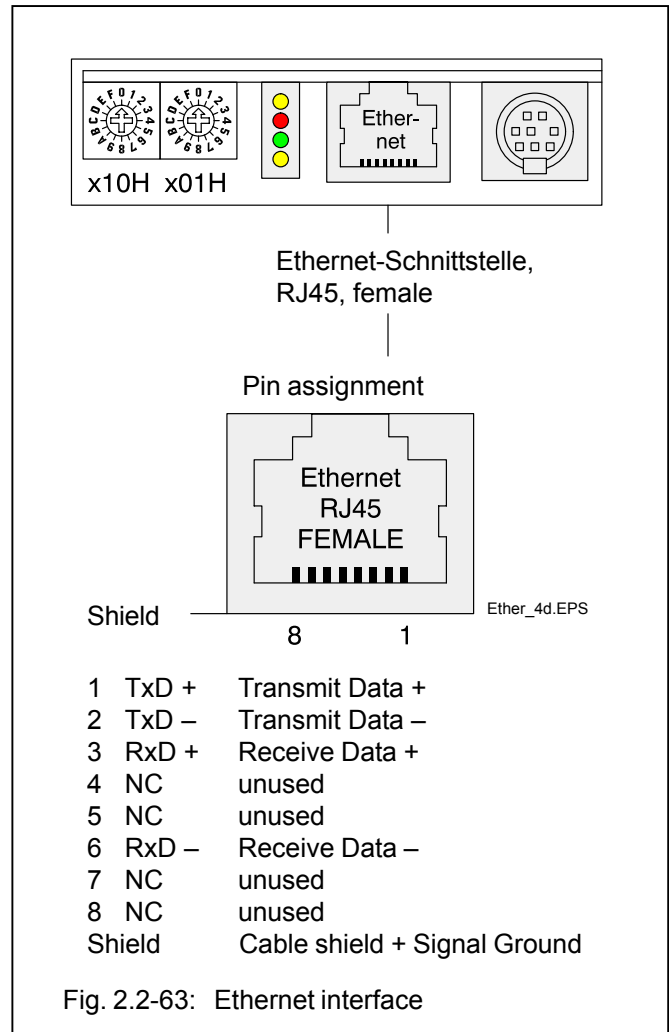 x10H x01H
Ether-
net
Ethernet-Schnittstelle,
RJ45, female
Pin assignment
Ethernet
RJ45
FEMALE
Shield
Ether_4d.EPS
8 1
1 TxD + Transmit Data +
2 TxD – Transmit Data –
3 RxD + Receive Data +
4 NC unused
5 NC unused
6 RxD – Receive Data –
7 NC unused
8 NC unused
Shield Cable shield + Signal Ground
Fig. 2.2-63: Ethernet interface